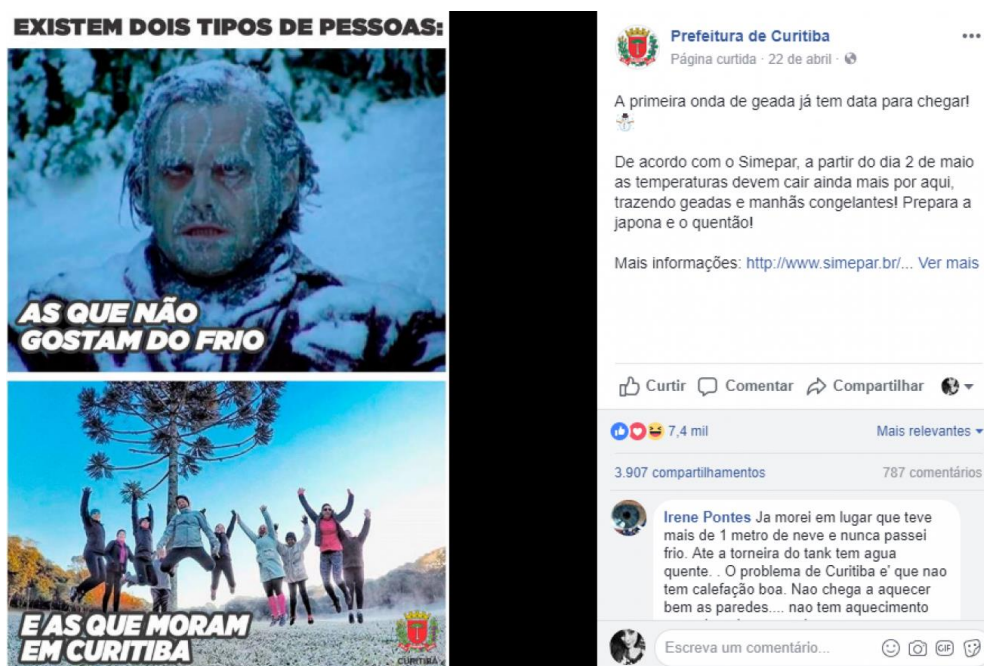 EXISTEM DOIS TIPOS DE PESSOAS:
AS QUE NÃO
GOSTAM DO FRIO
E AS QUE MORAM
EM CURITIBA
CURITIBA
Prefeitura de Curitiba
Página curtida · 22 de abril ·
A primeira onda de geada já tem data para chegar!
De acordo com o Simepar, a partir do dia 2 de maio
as temperaturas devem cair ainda mais por aqui,
trazendo geadas e manhãs congelantes! Prepara a
japona e o quentão!
Mais informações: http://www.simepar.br/... Ver mais
Curtir Comentar Compartilhar
7,4 mil Mais relevantes
3.907 compartilhamentos 787 comentários
Irene Pontes Ja morei em lugar que teve
mais de 1 metro de neve e nunca passei
frio. Ate a torneira do tank tem agua
quente. . O problema de Curitiba e' que nao
tem calefação boa. Nao chega a aquecer
bem as paredes.... nao tem aquecimento
Escreva um comentário... GIF